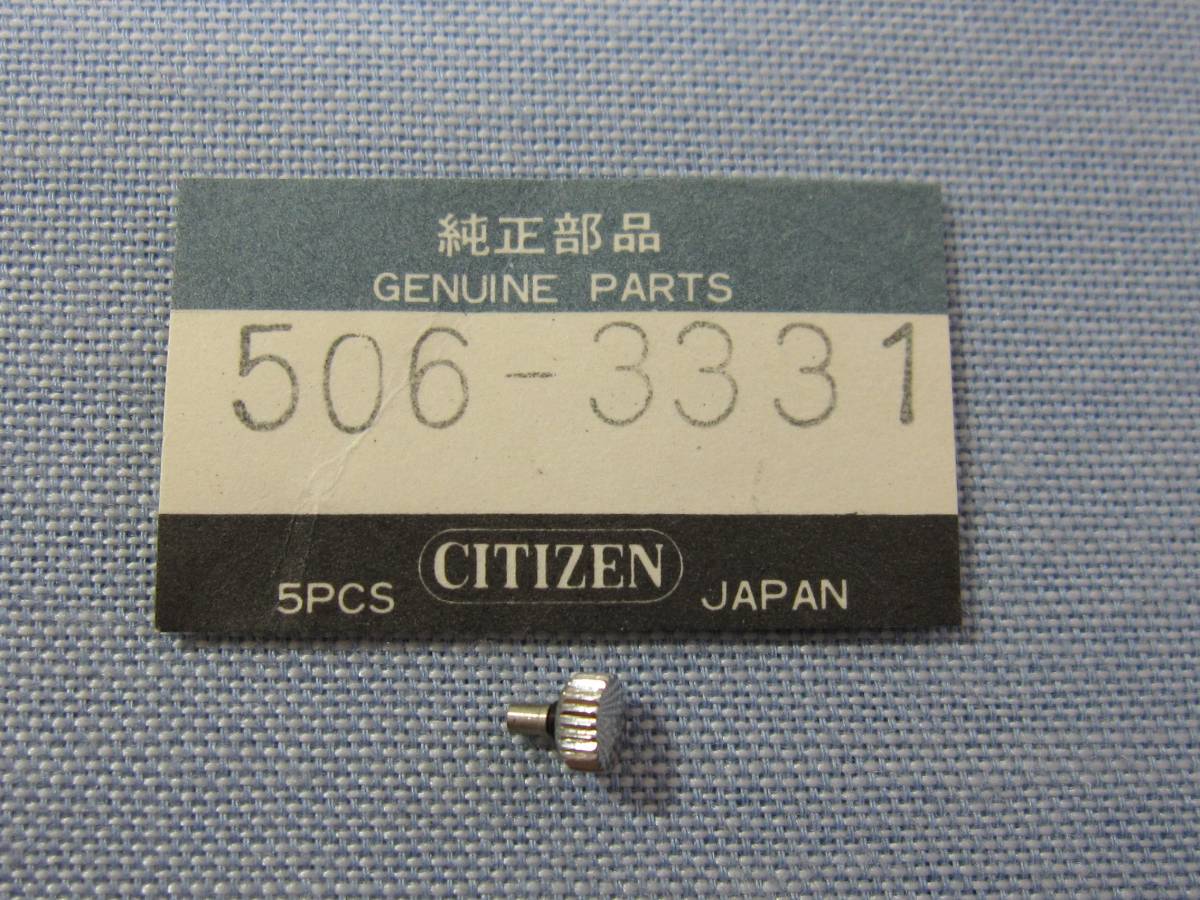 純正部品
GENUINE PARTS
506-3331
5PCS CITIZEN JAPAN